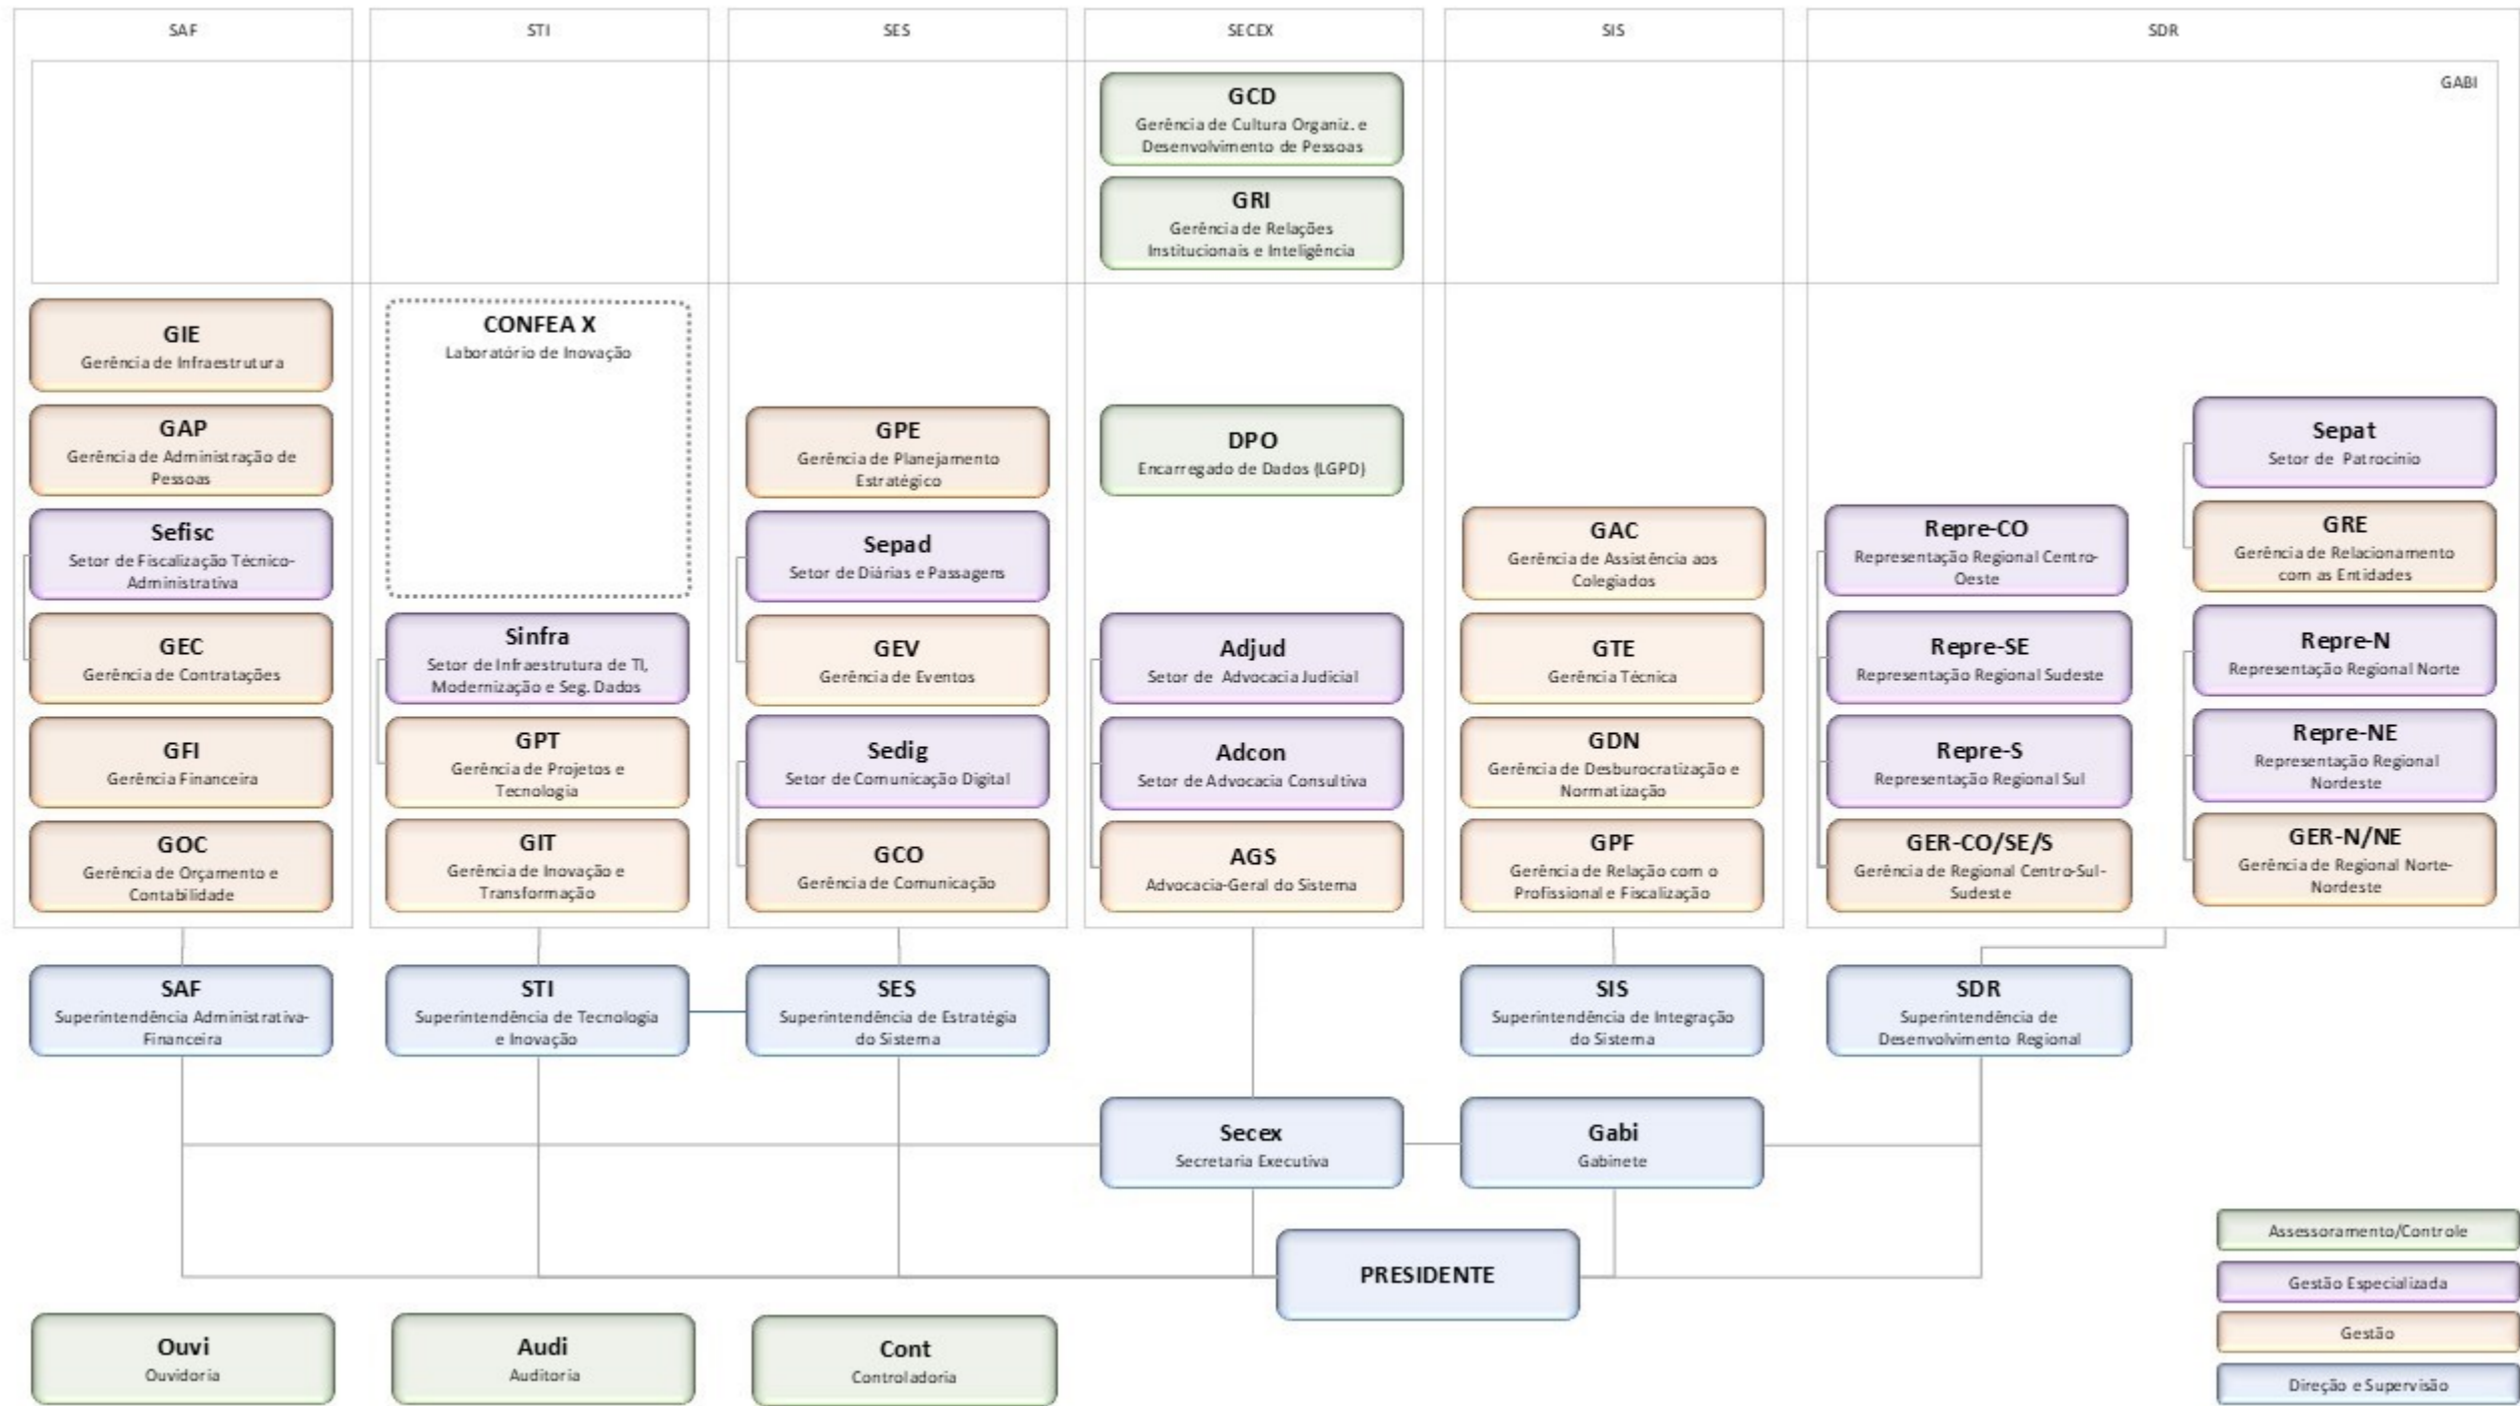 SAF
STI
SES
SECEX
SIS
SDR
GABI
GCD
Gerência de Cultura Organiz. e
Desenvolvimento de Pessoas
GRI
Gerência de Relações
Institucionais e Inteligência
GIE
Gerência de Infraestrutura
GAP
Gerência de Administração de
Pessoas
Sefisc
Setor de Fiscalização Técnico-
Administrativa
GEC
Gerência de Contratações
GFI
Gerência Financeira
GOC
Gerência de Orçamento e
Contabilidade
CONFEA X
Laboratório de Inovação
Sinfra
Setor de Infraestrutura de TI,
Modernização e Seg. Dados
GPT
Gerência de Projetos e
Tecnologia
GIT
Gerência de Inovação e
Transformação
GPE
Gerência de Planejamento
Estratégico
Sepad
Setor de Diárias e Passagens
GEV
Gerência de Eventos
Sedig
Setor de Comunicação Digital
GCO
Gerência de Comunicação
DPO
Encarregado de Dados (LGPD)
Adjud
Setor de Advocacia Judicial
Adcon
Setor de Advocacia Consultiva
AGS
Advocacia-Geral do Sistema
GAC
Gerência de Assistência aos
Colegiados
GTE
Gerência Técnica
GDN
Gerência de Desburocratização e
Normatização
GPF
Gerência de Relação com o
Profissional e Fiscalização
Repre-CO
Representação Regional Centro-
Oeste
Repre-SE
Representação Regional Sudeste
Repre-S
Representação Regional Sul
GER-CO/SE/S
Gerência de Regional Centro-Sul-
Sudeste
Sepat
Setor de Patrocínio
GRE
Gerência de Relacionamento
com as Entidades
Repre-N
Representação Regional Norte
Repre-NE
Representação Regional
Nordeste
GER-N/NE
Gerência de Regional Norte-
Nordeste
SAF
Superintendência Administrativa-
Financeira
STI
Superintendência de Tecnologia
e Inovação
SES
Superintendência de Estratégia
do Sistema
SIS
Superintendência de Integração
do Sistema
SDR
Superintendência de
Desenvolvimento Regional
Secex
Secretaria Executiva
Gabi
Gabinete
PRESIDENTE
Ouvi
Ouvidoria
Audi
Auditoria
Cont
Controladoria
Assessoramento/Controle
Gestão Especializada
Gestão
Direção e Supervisão